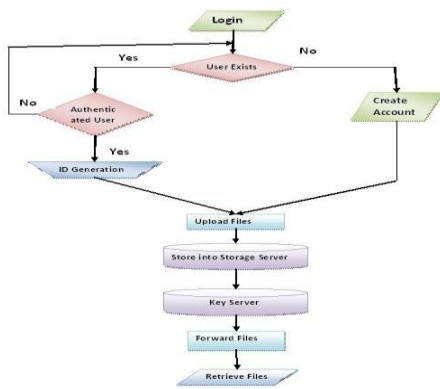 Login
Yes
No
User Exists
No
Authentic
ated User
Create
Account
Yes
ID Generation
Upload Files
Store into Storage Server
Key Server
Forward Files
Retrieve Files